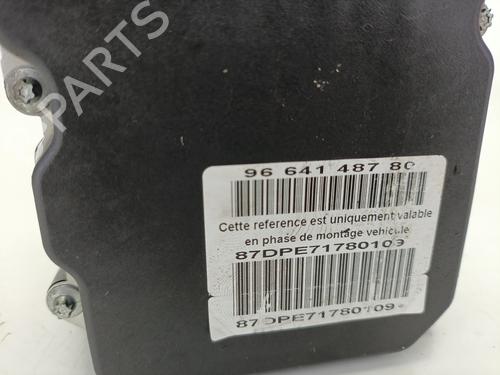 B-PARTS
96 641 487 80
Cette reference est uniquement valable
en phase de montage vehicule
87DPE71780109
87DPE71780109